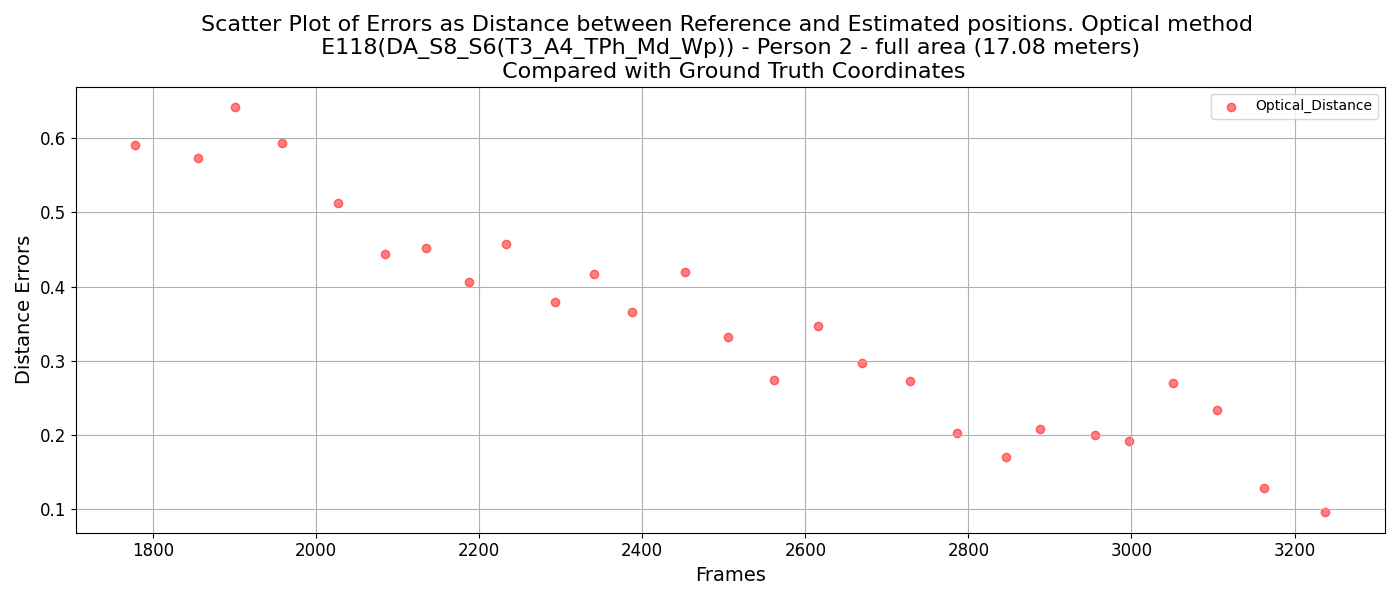 Scatter Plot of Errors as Distance between Reference and Estimated positions. Optical method
E118(DA_S8_S6(T3_A4_TPh_Md_Wp)) - Person 2 - full area (17.08 meters)
Compared with Ground Truth Coordinates
Optical_Distance
Distance Errors
0.6
0.5
0.4
0.3
0.2
0.1
1800 2000 2200 2400 2600 2800 3000 3200
Frames